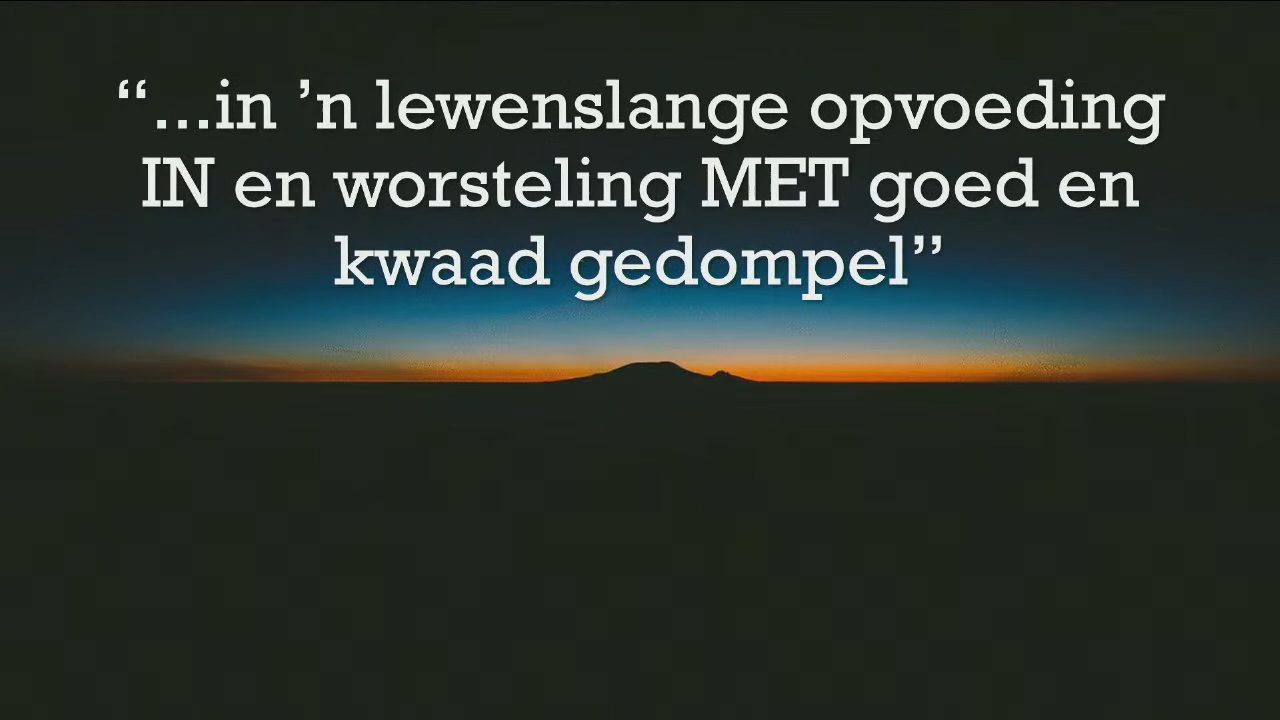 “...in ’n lewenslange opvoeding
IN en worsteling MET goed en
kwaad gedompel”